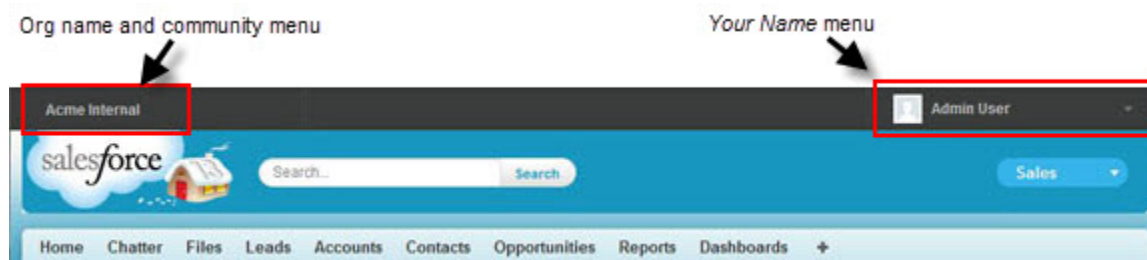 Org name and community menu
Your Name menu
Acme Internal
Admin User
salesforce
Search...
Search
Sales
Home Chatter Files Leads Accounts Contacts Opportunities Reports Dashboards +